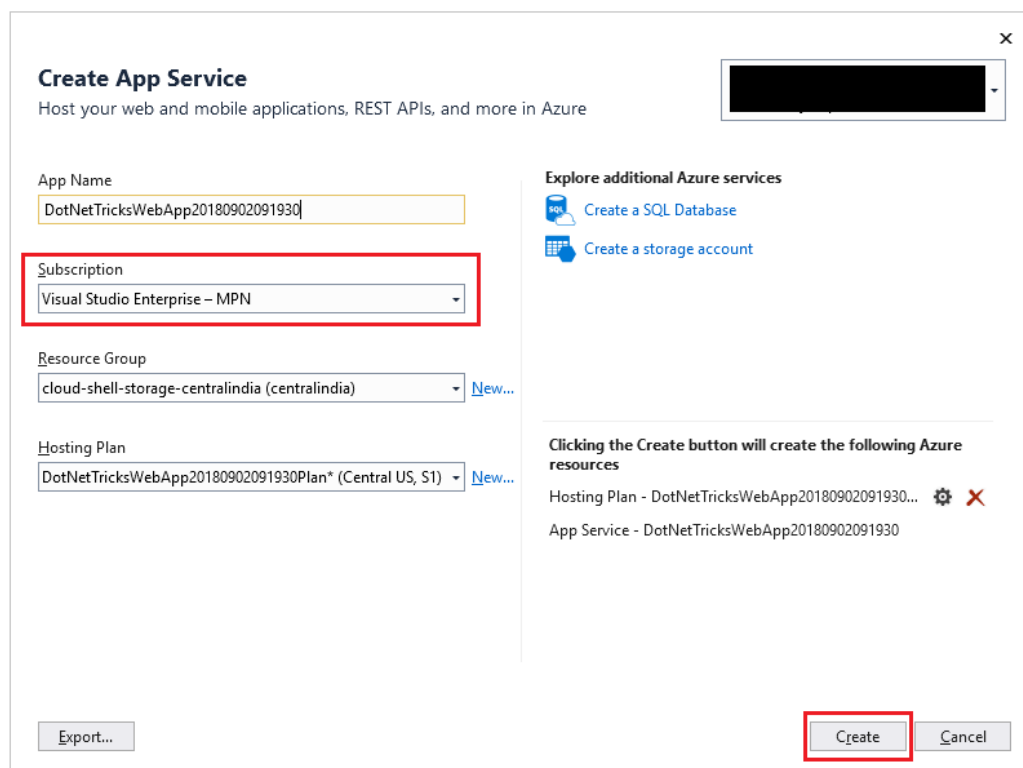 Create App Service
Host your web and mobile applications, REST APIs, and more in Azure
App Name
DotNetTricksWebApp20180902091930
Subscription
Visual Studio Enterprise – MPN
Resource Group
cloud-shell-storage-centralindia (centralindia)
New...
Hosting Plan
DotNetTricksWebApp20180902091930Plan* (Central US, S1)
New...
Explore additional Azure services
SQL
Create a SQL Database
Create a storage account
Clicking the Create button will create the following Azure
resources
Hosting Plan - DotNetTricksWebApp20180902091930...
App Service - DotNetTricksWebApp20180902091930
Export...
Create
Cancel